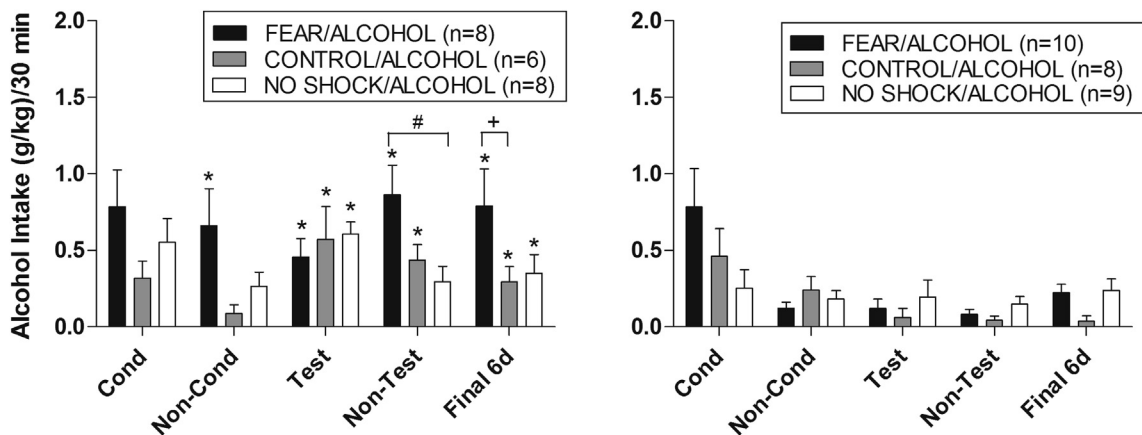 Alcohol Intake (g/kg)/30 min
2.0
1.5
1.0
0.5
0.0
FEAR/ALCOHOL (n=8)
CONTROL/ALCOHOL (n=6)
NO SHOCK/ALCOHOL (n=8)
*
*
*
*
#
*
*
+
*
*
*
Cond
Non-Cond
Test
Non-Test
Final 6d
2.0
1.5
1.0
0.5
0.0
FEAR/ALCOHOL (n=10)
CONTROL/ALCOHOL (n=8)
NO SHOCK/ALCOHOL (n=9)
Cond
Non-Cond
Test
Non-Test
Final 6d